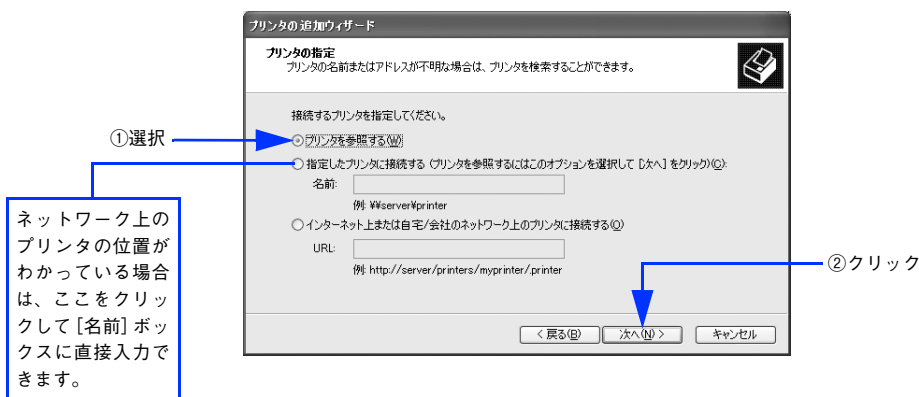 プリンタの追加ウィザード
プリンタの指定
プリンタの名前またはアドレスが不明な場合は、プリンタを検索することができます。
接続するプリンタを指定してください。
①選択
プリンタを参照する(W)
指定したプリンタに接続する (プリンタを参照するにはこのオプションを選択して [次へ] をクリック)(C):
名前:
例: ¥¥server¥printer
インターネット上または自宅/会社のネットワーク上のプリンタに接続する(O)
URL:
例: http://server/printers/myprinter/.printer
ネットワーク上の
プリンタの位置が
わかっている場合
は、ここをクリッ
クして[名前]ボッ
クスに直接入力で
きます。
②クリック
< 戻る(B)
次へ(N) >
キャンセル